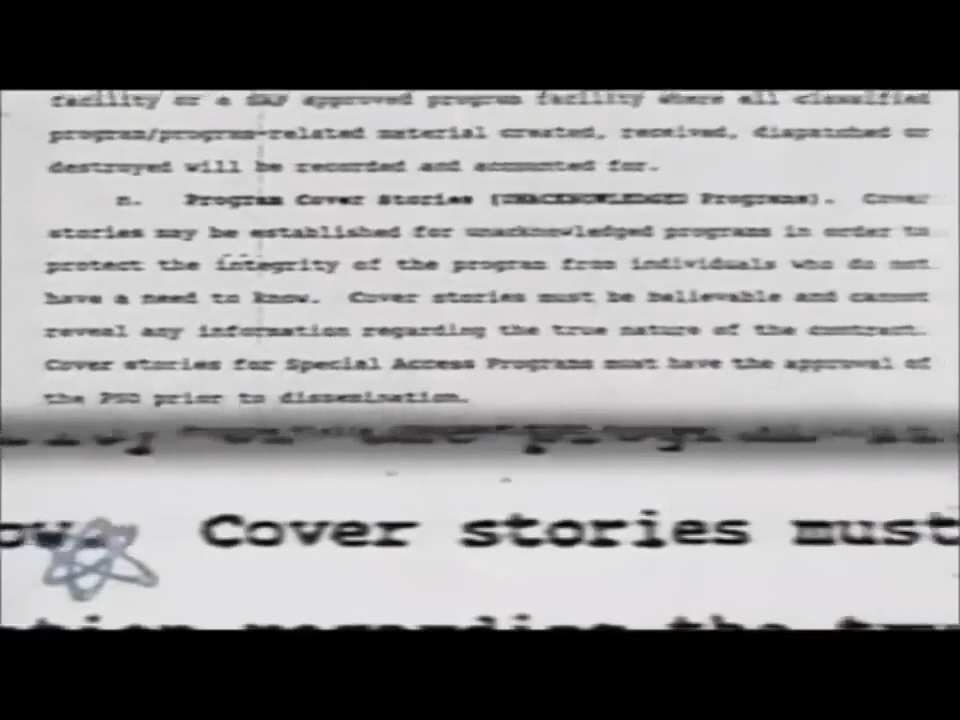 facility or a SAP approved program facility where all classified
program/program-related material created, received, dispatched or
destroyed will be recorded and accounted for.
n. Program Cover Stories (UNACKNOWLEDGED Programs). Cover
stories may be established for unacknowledged programs in order to
protect the integrity of the program from individuals who do not
have a need to know. Cover stories must be believable and cannot
reveal any information regarding the true nature of the contract.
Cover stories for Special Access Programs must have the approval of
the PSO prior to dissemination.
Cover stories must
regarding the